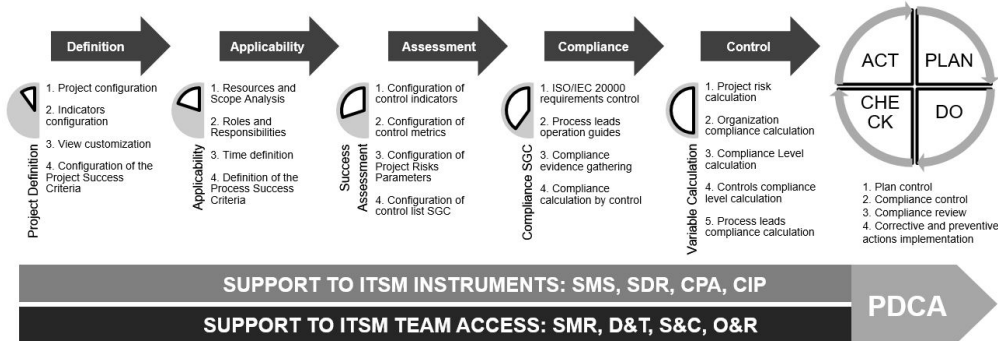 Definition
Applicability
Assessment
Compliance
Control
Project Definition
1. Project configuration
2. Indicators
configuration
3. View customization
4. Configuration of the
Project Success
Criteria
Applicability
1. Resources and
Scope Analysis
2. Roles and
Responsibilities
3. Time definition
4. Definition of the
Process Success
Criteria
Success
Assessment
1. Configuration of
control indicators
2. Configuration of
control metrics
3. Configuration of
Project Risks
Parameters
4. Configuration of
control list SGC
Compliance SGC
1. ISO/IEC 20000
requirements control
2. Process leads
operation guides
3. Compliance
evidence gathering
4. Compliance
calculation by control
Variable Calculation
1. Project risk
calculation
2. Organization
compliance calculation
3. Compliance Level
calculation
4. Controls compliance
level calculation
5. Process leads
compliance calculation
ACT
PLAN
CHE
CK
DO
1. Plan control
2. Compliance control
3. Compliance review
4. Corrective and preventive
actions implementation
SUPPORT TO ITSM INSTRUMENTS: SMS, SDR, CPA, CIP
SUPPORT TO ITSM TEAM ACCESS: SMR, D&T, S&C, O&R
PDCA